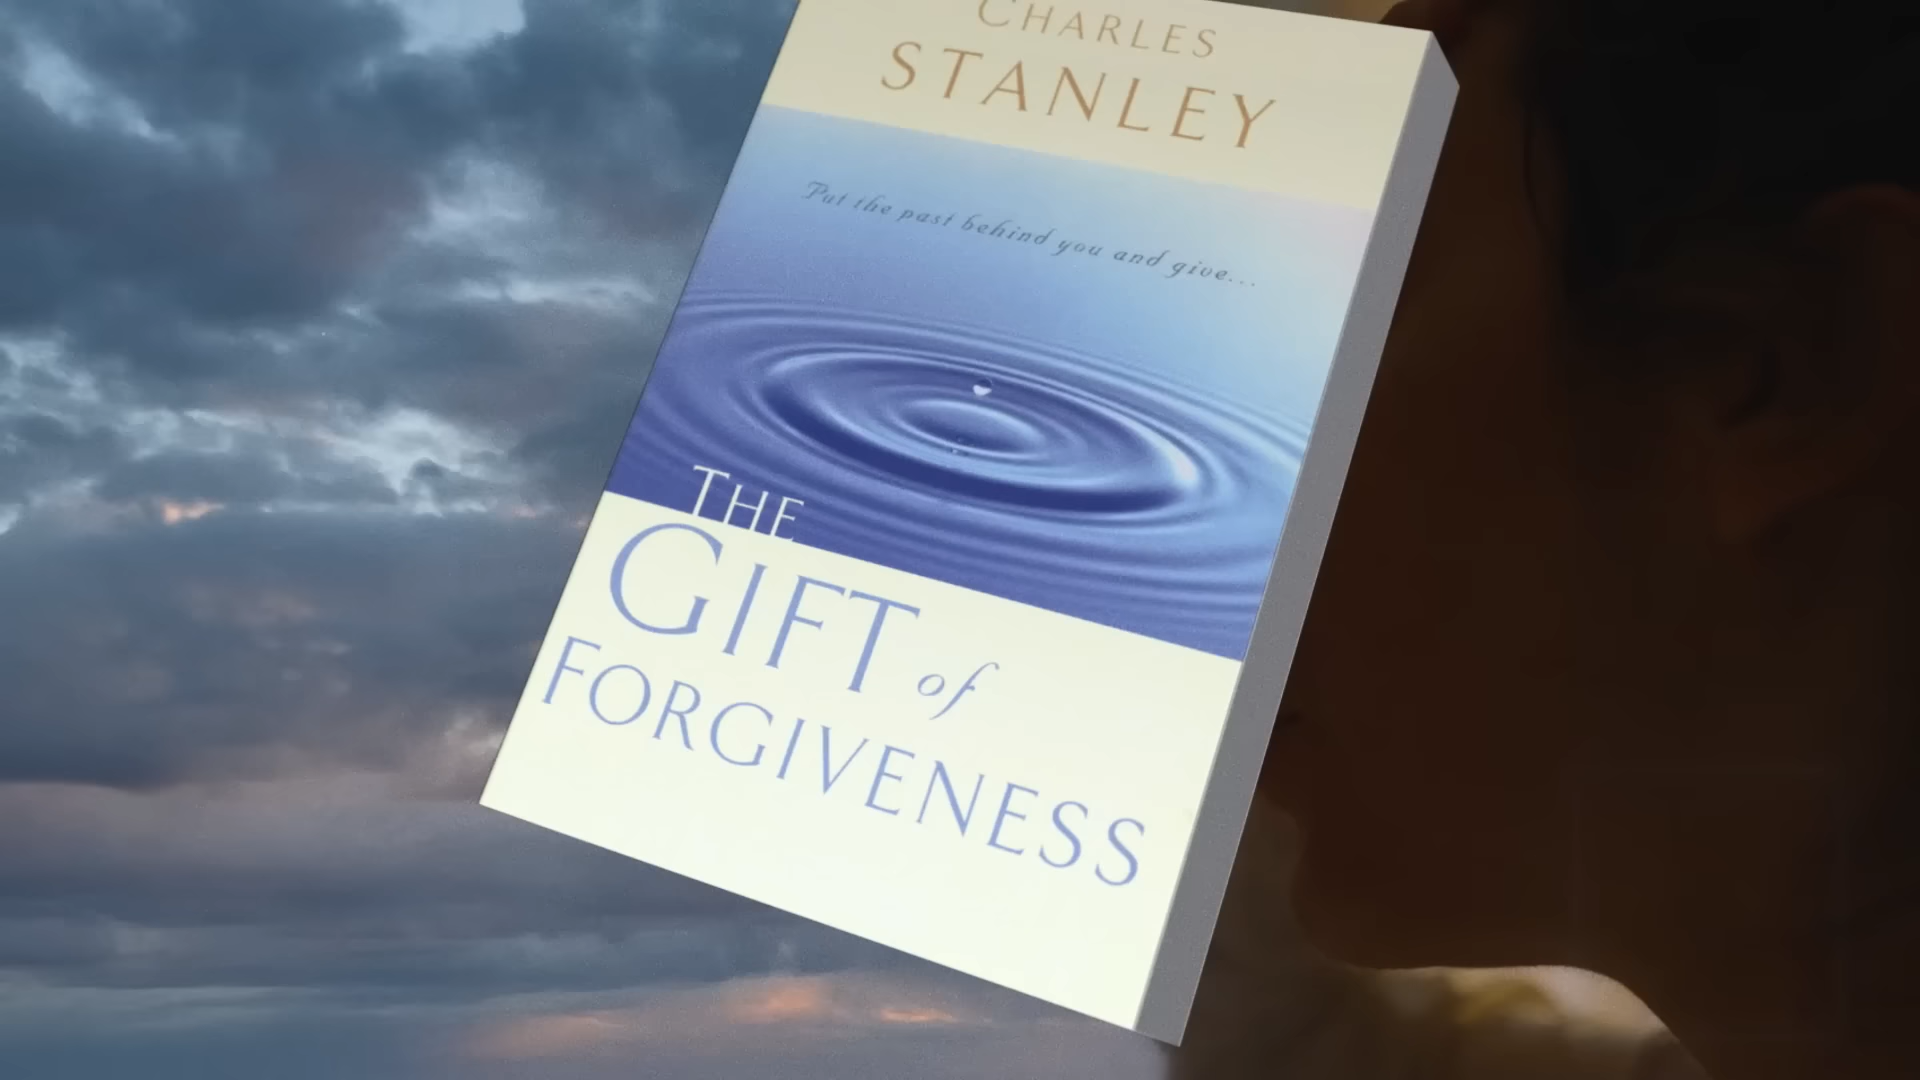 CHARLES
STANLEY
Put the past behind you and give...
THE
GIFT of
FORGIVENESS